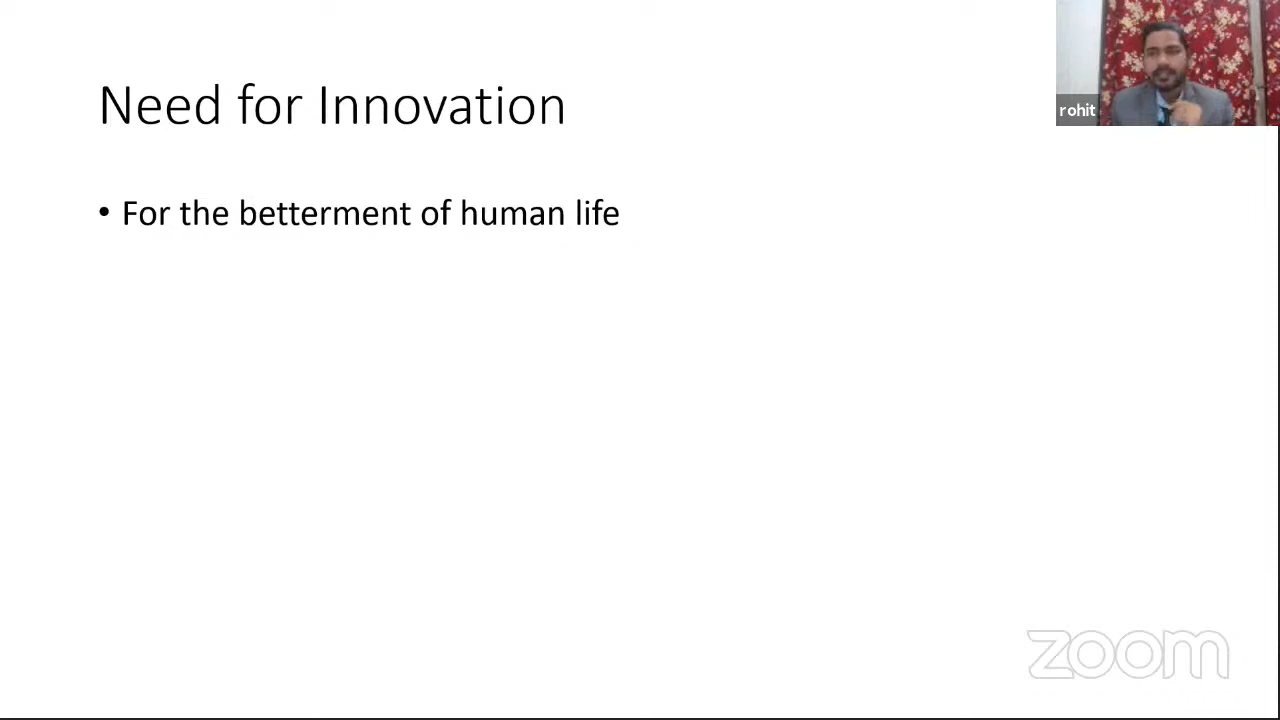 Need for Innovation
rohit
• For the betterment of human life
zoom